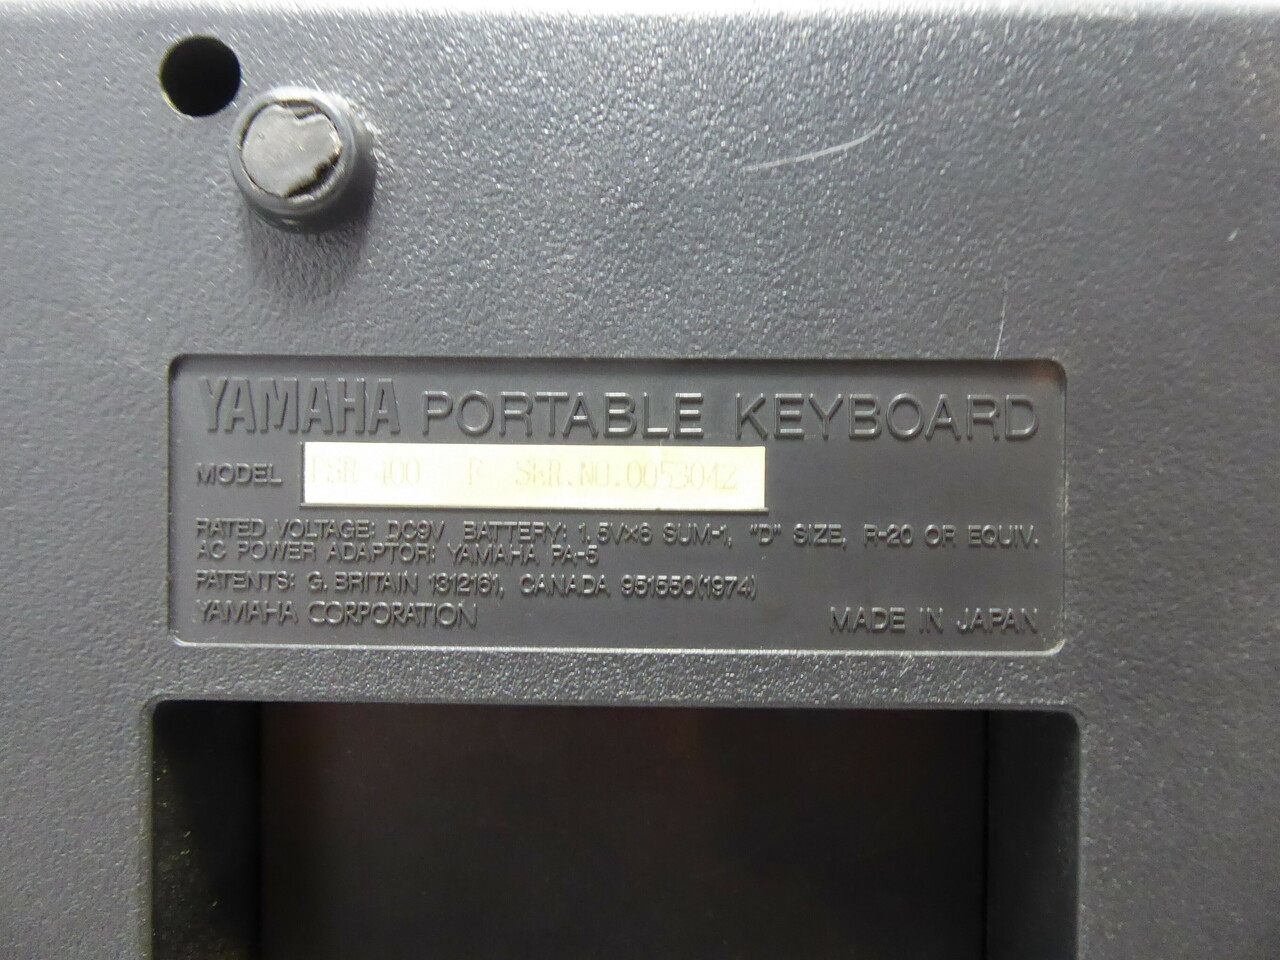 YAMAHA PORTABLE KEYBOARD
MODEL PSR-400 F SER.NO.0053042
RATED VOLTAGE: DC9V BATTERY: 1,5V×6 SUM-1, "D" SIZE, R-20 OR EQUIV.
AC POWER ADAPTOR: YAMAHA PA-5
PATENTS: G. BRITAIN 1312161, CANADA 951550(1974)
YAMAHA CORPORATION MADE IN JAPAN